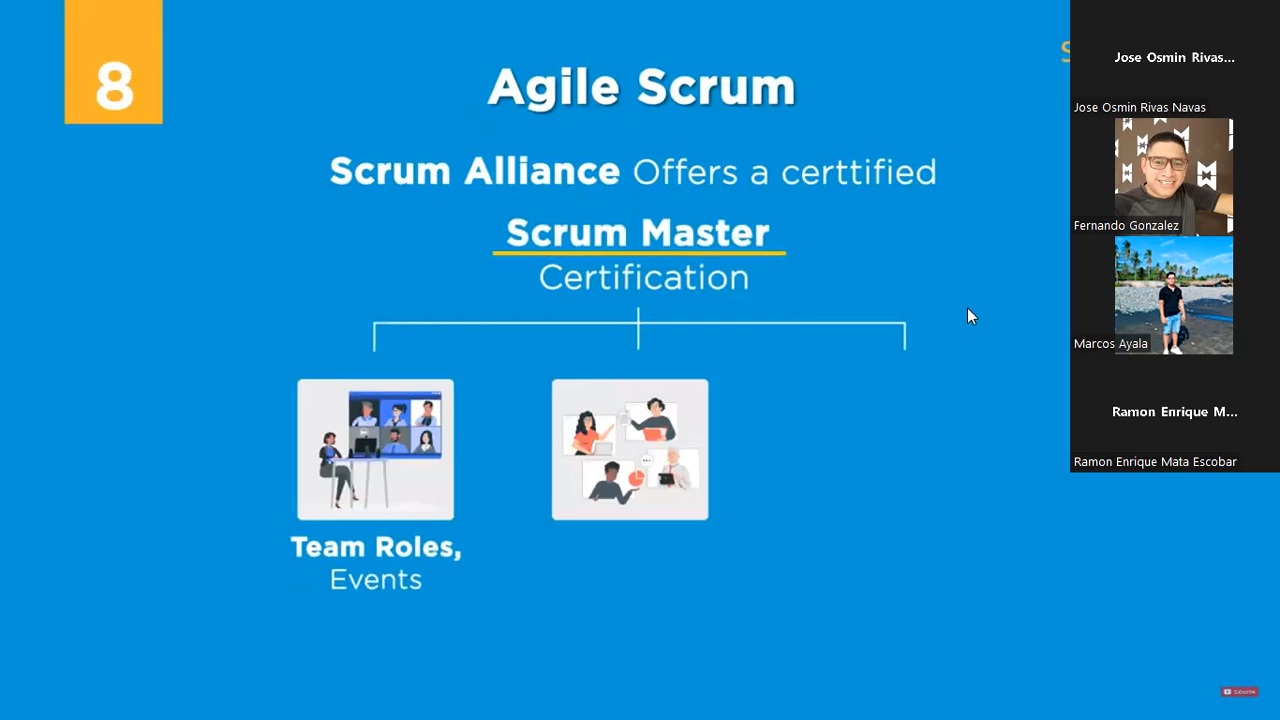 8
Agile Scrum
Scrum Alliance Offers a certtified
Scrum Master
Certification
Team Roles,
Events
S
Jose Osmin Rivas...
Jose Osmin Rivas Navas
Fernando Gonzalez
Marcos Ayala
Ramon Enrique M...
Ramon Enrique Mata Escobar
Subscribe